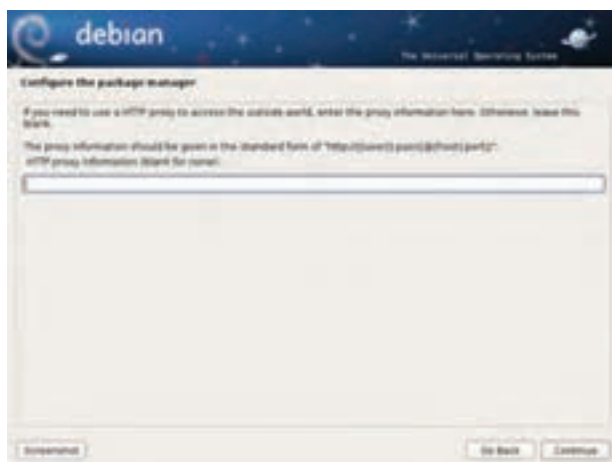 debian
The Universal Operating System
Configure the package manager
If you need to use a HTTP proxy to access the outside world, enter the proxy information here. Otherwise, leave this
blank.
The proxy information should be given in the standard form of "http://[[user][:pass]@]host[:port]/".
HTTP proxy information (blank for none):
Screenshot
Go Back
Continue